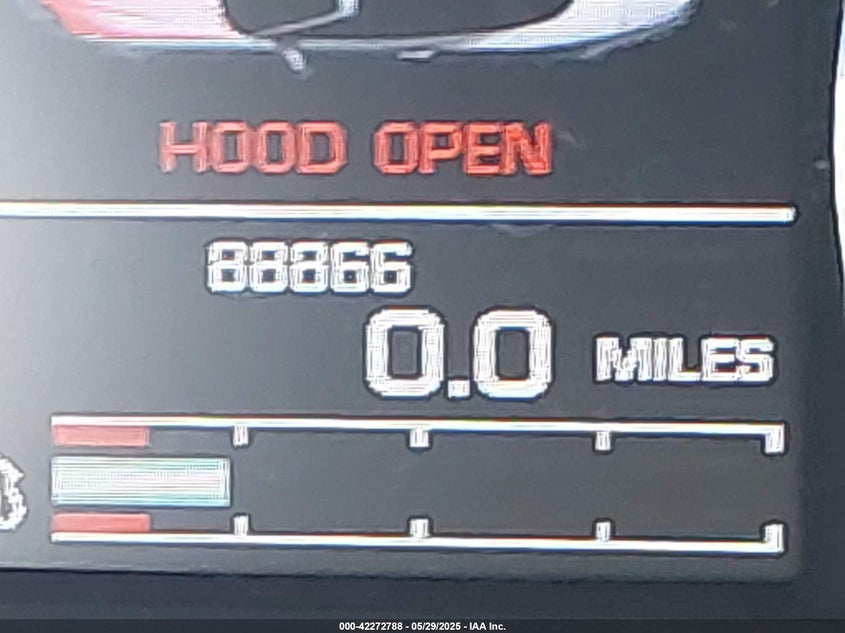 HOOD OPEN
88866
0.0 MILES
000-42272788 - 05/29/2025 - IAA Inc.